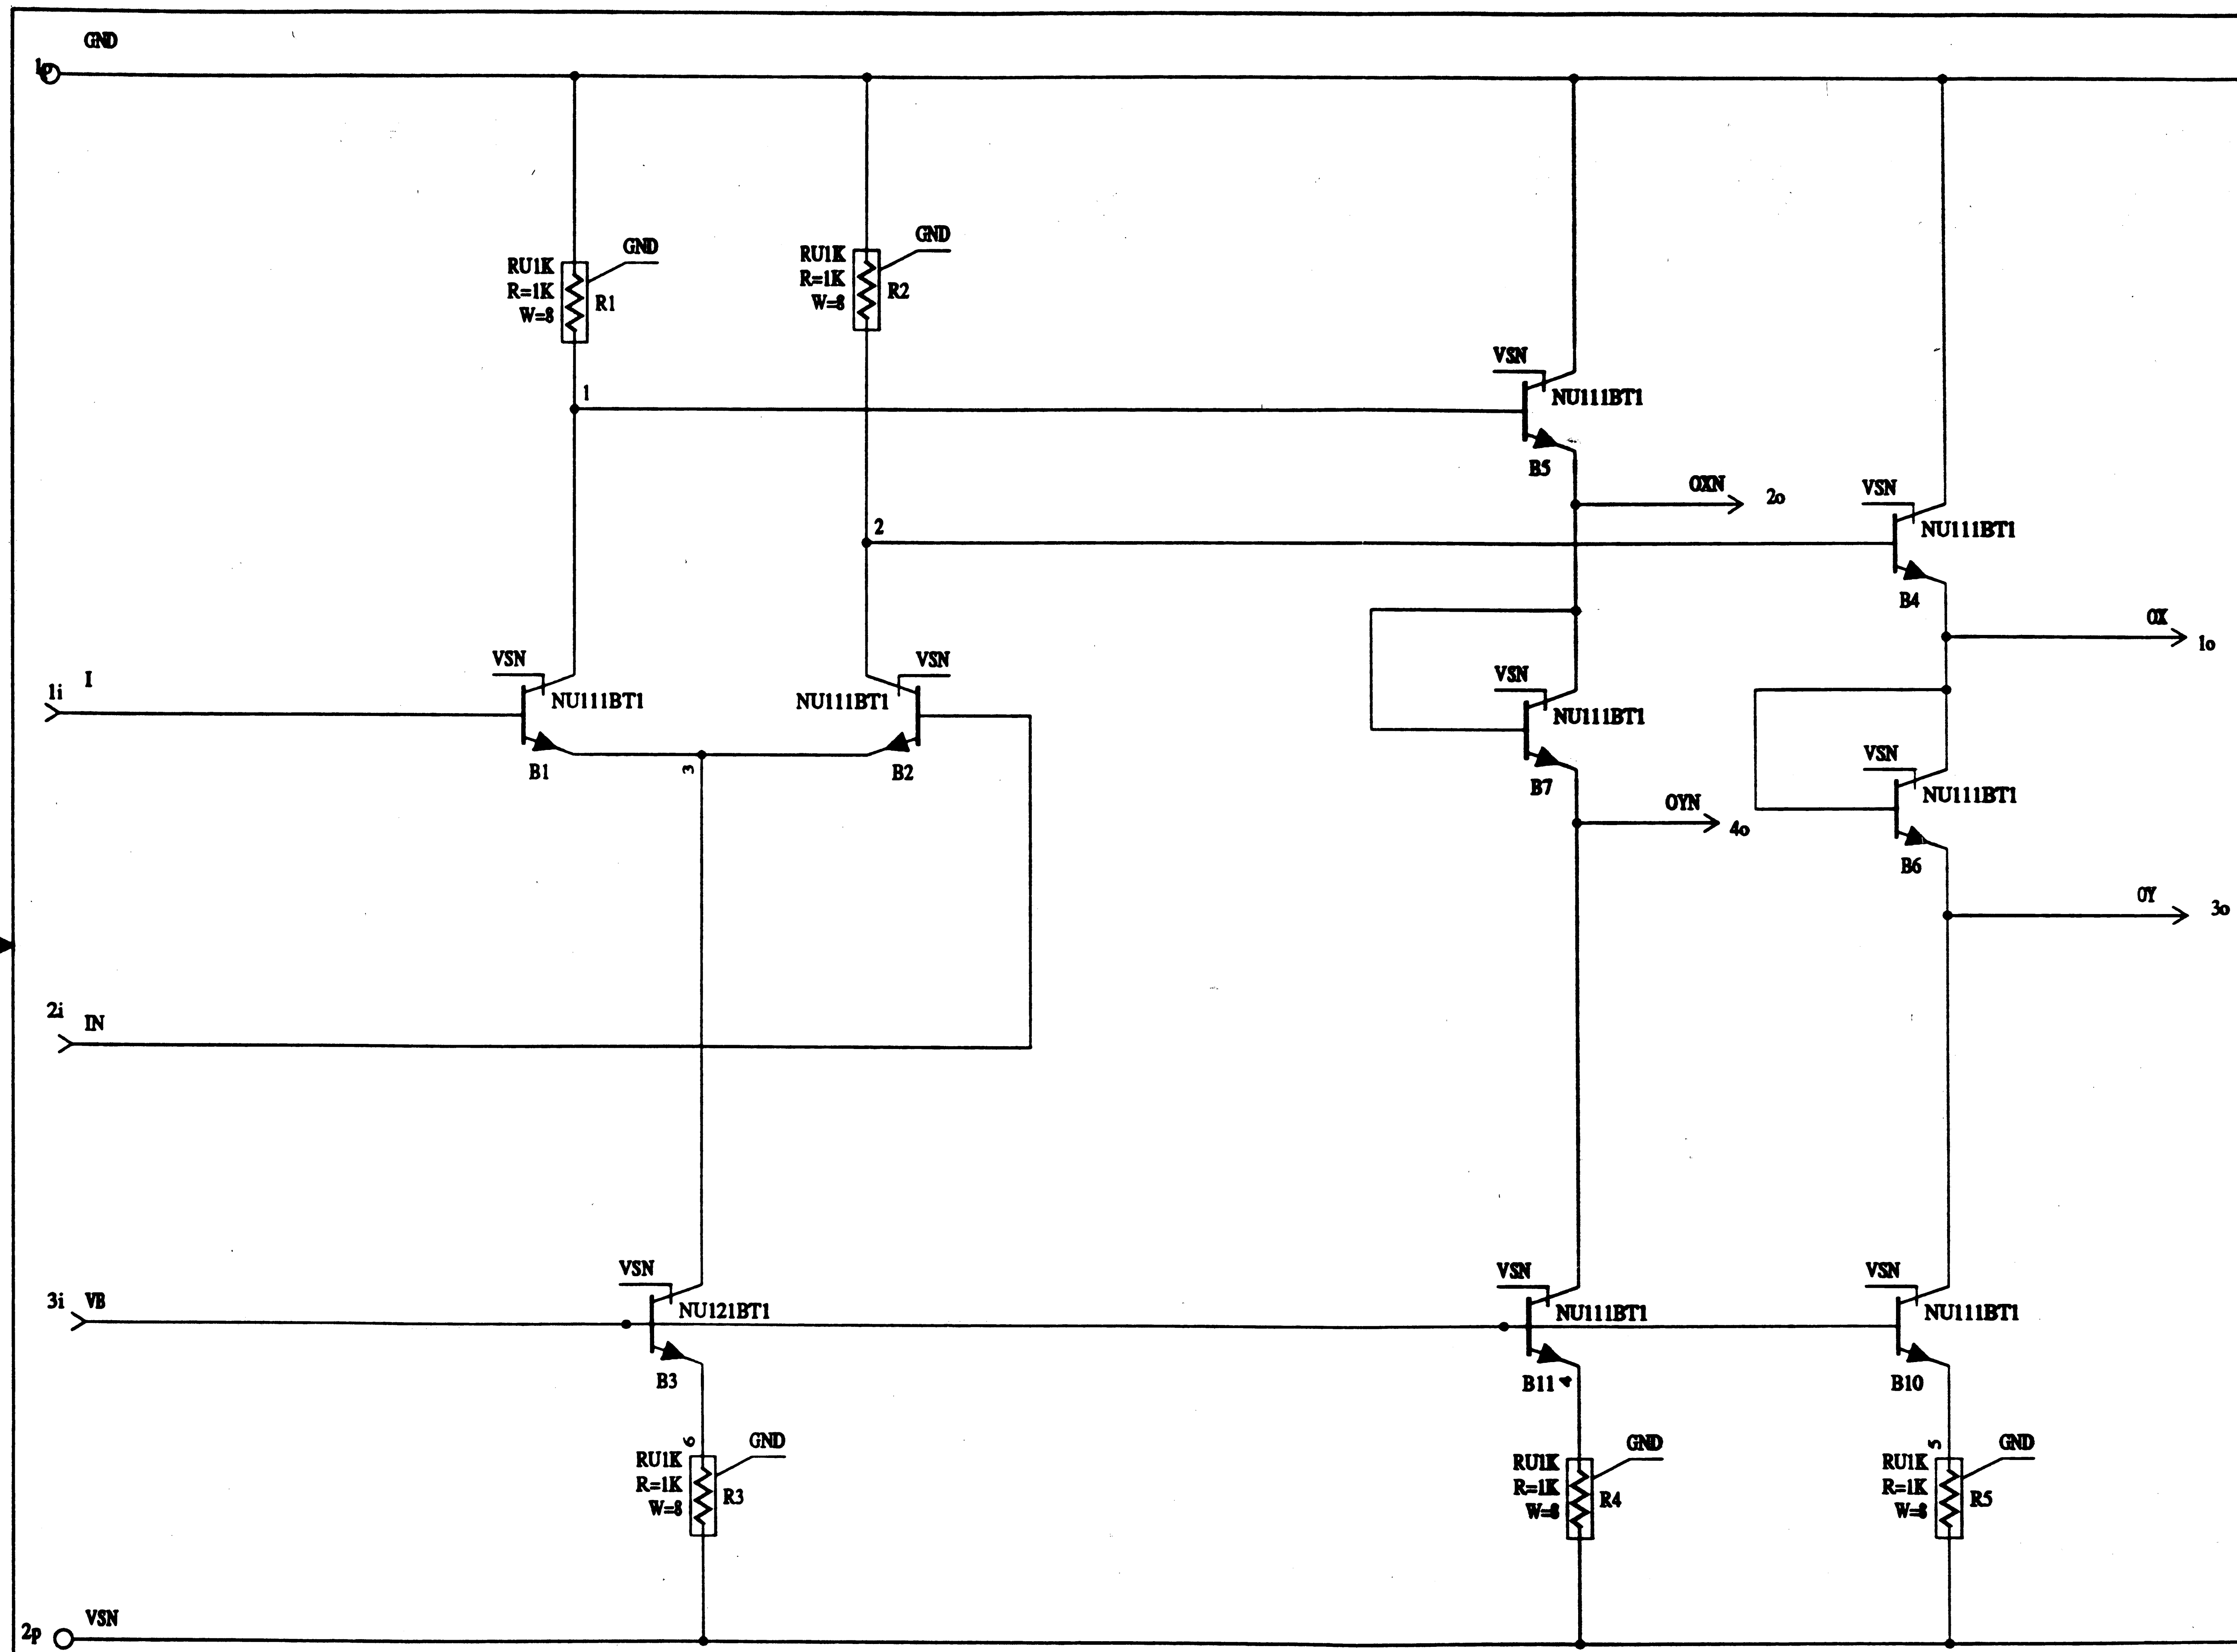 GND
1p
GND
RU1K
R=1K
W=8
R1
GND
RU1K
R=1K
W=8
R2
1
VSN
NU111BT1
B5
OXN
2o
2
VSN
NU111BT1
B4
OX
1o
1i
I
VSN
NU111BT1
B1
3
VSN
NU111BT1
B2
VSN
NU111BT1
B7
OYN
4o
VSN
NU111BT1
B6
OY
3o
2i
IN
3i
VB
VSN
NU121BT1
B3
VSN
NU111BT1
B11
4
VSN
NU111BT1
B10
6
GND
RU1K
R=1K
W=8
R3
GND
RU1K
R=1K
W=8
R4
5
GND
RU1K
R=1K
W=8
R5
2p
VSN